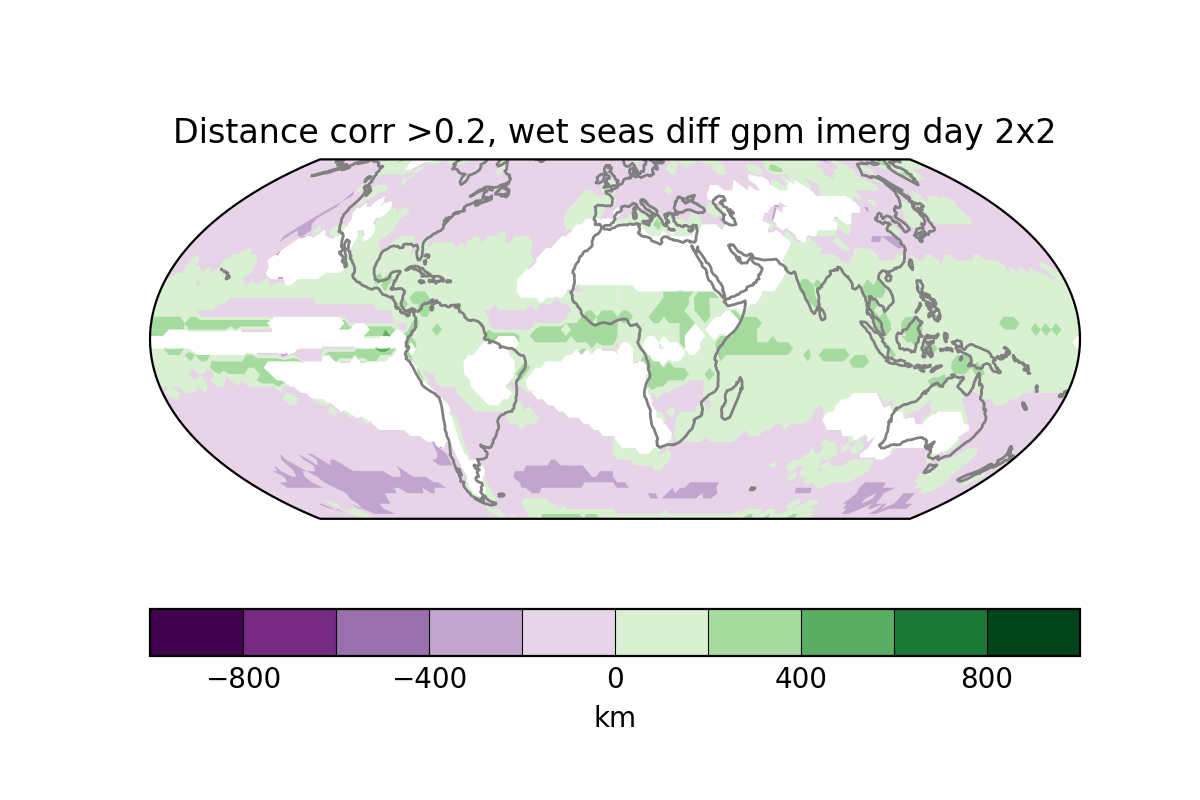 Distance corr >0.2, wet seas diff gpm imerg day 2x2
−800 −400 0 400 800
km